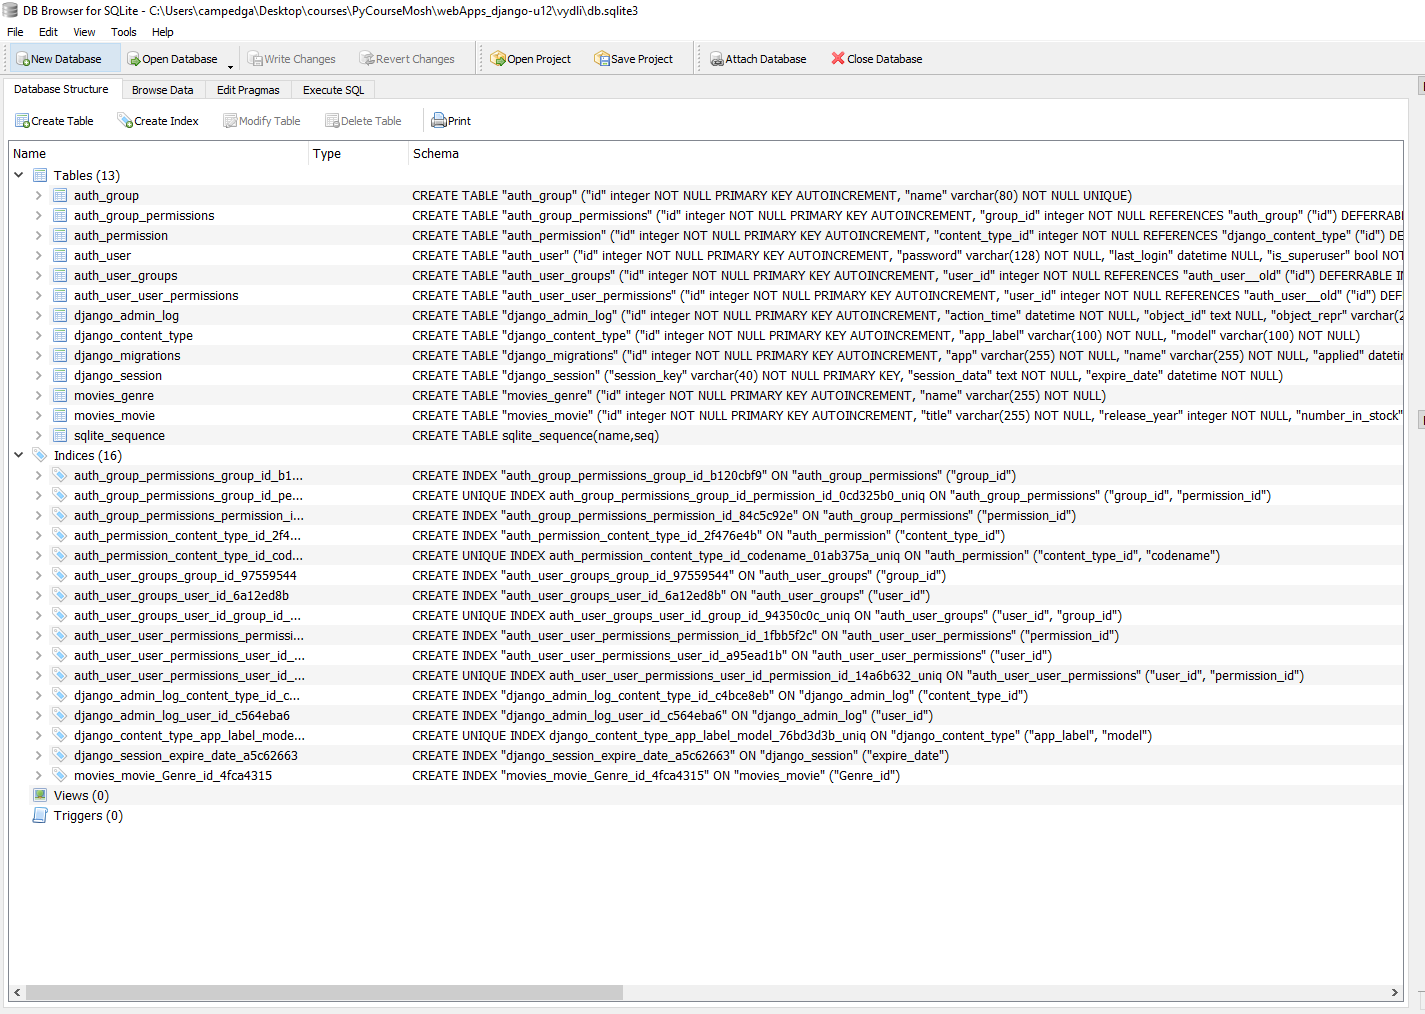 DB Browser for SQLite - C:\Users\campedga\Desktop\courses\PyCourseMosh\webApps_django-u12\vydli\db.sqlite3
File Edit View Tools Help
New Database Open Database Write Changes Revert Changes Open Project Save Project Attach Database Close Database
Database Structure Browse Data Edit Pragmas Execute SQL
Create Table Create Index Modify Table Delete Table Print
Name Type Schema
Tables (13)
auth_group CREATE TABLE "auth_group" ("id" integer NOT NULL PRIMARY KEY AUTOINCREMENT, "name" varchar(80) NOT NULL UNIQUE)
auth_group_permissions CREATE TABLE "auth_group_permissions" ("id" integer NOT NULL PRIMARY KEY AUTOINCREMENT, "group_id" integer NOT NULL REFERENCES "auth_group" ("id") DEFERRABLE
auth_permission CREATE TABLE "auth_permission" ("id" integer NOT NULL PRIMARY KEY AUTOINCREMENT, "content_type_id" integer NOT NULL REFERENCES "django_content_type" ("id") DE
auth_user CREATE TABLE "auth_user" ("id" integer NOT NULL PRIMARY KEY AUTOINCREMENT, "password" varchar(128) NOT NULL, "last_login" datetime NULL, "is_superuser" bool NOT
auth_user_groups CREATE TABLE "auth_user_groups" ("id" integer NOT NULL PRIMARY KEY AUTOINCREMENT, "user_id" integer NOT NULL REFERENCES "auth_user__old" ("id") DEFERRABLE I
auth_user_user_permissions CREATE TABLE "auth_user_user_permissions" ("id" integer NOT NULL PRIMARY KEY AUTOINCREMENT, "user_id" integer NOT NULL REFERENCES "auth_user__old" ("id") DEF
django_admin_log CREATE TABLE "django_admin_log" ("id" integer NOT NULL PRIMARY KEY AUTOINCREMENT, "action_time" datetime NOT NULL, "object_id" text NULL, "object_repr" varchar(2
django_content_type CREATE TABLE "django_content_type" ("id" integer NOT NULL PRIMARY KEY AUTOINCREMENT, "app_label" varchar(100) NOT NULL, "model" varchar(100) NOT NULL)
django_migrations CREATE TABLE "django_migrations" ("id" integer NOT NULL PRIMARY KEY AUTOINCREMENT, "app" varchar(255) NOT NULL, "name" varchar(255) NOT NULL, "applied" datetin
django_session CREATE TABLE "django_session" ("session_key" varchar(40) NOT NULL PRIMARY KEY, "session_data" text NOT NULL, "expire_date" datetime NOT NULL)
movies_genre CREATE TABLE "movies_genre" ("id" integer NOT NULL PRIMARY KEY AUTOINCREMENT, "name" varchar(255) NOT NULL)
movies_movie CREATE TABLE "movies_movie" ("id" integer NOT NULL PRIMARY KEY AUTOINCREMENT, "title" varchar(255) NOT NULL, "release_year" integer NOT NULL, "number_in_stock"
sqlite_sequence CREATE TABLE sqlite_sequence(name,seq)
Indices (16)
auth_group_permissions_group_id_b1... CREATE INDEX "auth_group_permissions_group_id_b120cbf9" ON "auth_group_permissions" ("group_id")
auth_group_permissions_group_id_pe... CREATE UNIQUE INDEX auth_group_permissions_group_id_permission_id_0cd325b0_uniq ON "auth_group_permissions" ("group_id", "permission_id")
auth_group_permissions_permission_i... CREATE INDEX "auth_group_permissions_permission_id_84c5c92e" ON "auth_group_permissions" ("permission_id")
auth_permission_content_type_id_2f4... CREATE INDEX "auth_permission_content_type_id_2f476e4b" ON "auth_permission" ("content_type_id")
auth_permission_content_type_id_cod... CREATE UNIQUE INDEX auth_permission_content_type_id_codename_01ab375a_uniq ON "auth_permission" ("content_type_id", "codename")
auth_user_groups_group_id_97559544 CREATE INDEX "auth_user_groups_group_id_97559544" ON "auth_user_groups" ("group_id")
auth_user_groups_user_id_6a12ed8b CREATE INDEX "auth_user_groups_user_id_6a12ed8b" ON "auth_user_groups" ("user_id")
auth_user_groups_user_id_group_id_... CREATE UNIQUE INDEX auth_user_groups_user_id_group_id_94350c0c_uniq ON "auth_user_groups" ("user_id", "group_id")
auth_user_user_permissions_permissi... CREATE INDEX "auth_user_user_permissions_permission_id_1fbb5f2c" ON "auth_user_user_permissions" ("permission_id")
auth_user_user_permissions_user_id_... CREATE INDEX "auth_user_user_permissions_user_id_a95ead1b" ON "auth_user_user_permissions" ("user_id")
auth_user_user_permissions_user_id_... CREATE UNIQUE INDEX auth_user_user_permissions_user_id_permission_id_14a6b632_uniq ON "auth_user_user_permissions" ("user_id", "permission_id")
django_admin_log_content_type_id_c... CREATE INDEX "django_admin_log_content_type_id_c4bce8eb" ON "django_admin_log" ("content_type_id")
django_admin_log_user_id_c564eba6 CREATE INDEX "django_admin_log_user_id_c564eba6" ON "django_admin_log" ("user_id")
django_content_type_app_label_mode... CREATE UNIQUE INDEX django_content_type_app_label_model_76bd3d3b_uniq ON "django_content_type" ("app_label", "model")
django_session_expire_date_a5c62663 CREATE INDEX "django_session_expire_date_a5c62663" ON "django_session" ("expire_date")
movies_movie_Genre_id_4fca4315 CREATE INDEX "movies_movie_Genre_id_4fca4315" ON "movies_movie" ("Genre_id")
Views (0)
Triggers (0)